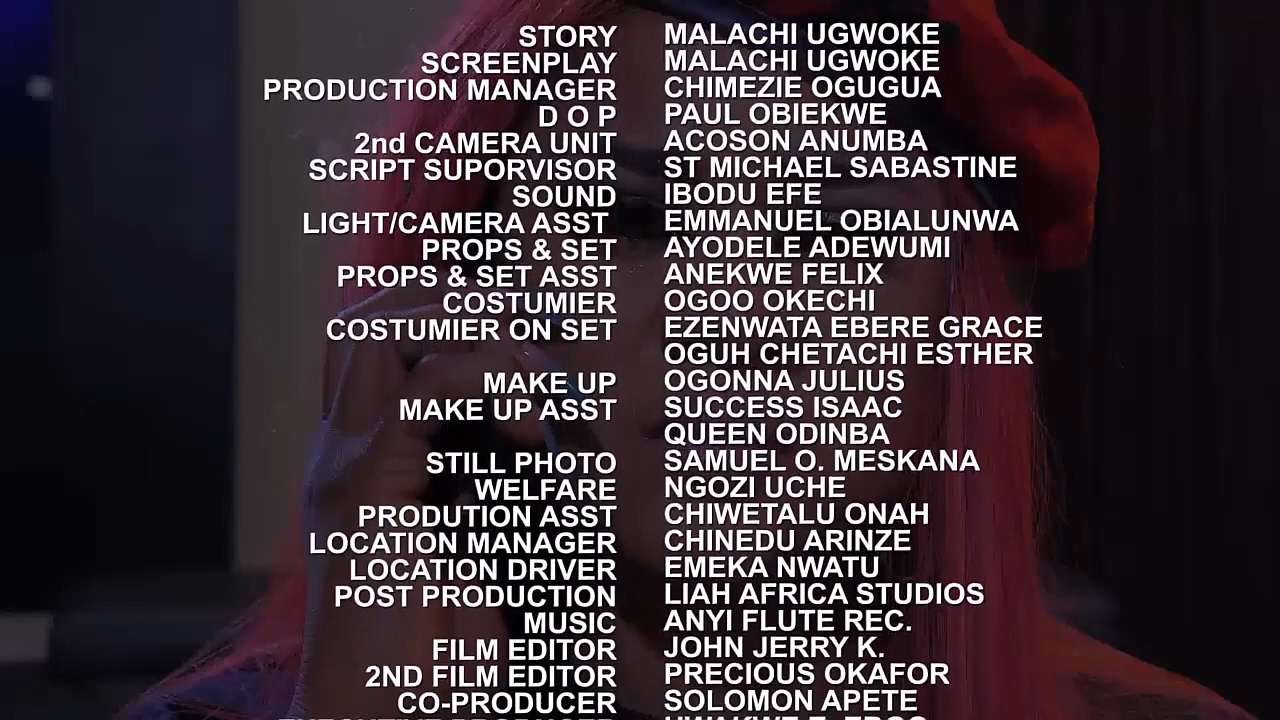 STORY MALACHI UGWOKE
SCREENPLAY MALACHI UGWOKE
PRODUCTION MANAGER CHIMEZIE OGUGUA
D O P PAUL OBIEKWE
2nd CAMERA UNIT ACOSON ANUMBA
SCRIPT SUPORVISOR ST MICHAEL SABASTINE
SOUND IBODU EFE
LIGHT/CAMERA ASST EMMANUEL OBIALUNWA
PROPS & SET AYODELE ADEWUMI
PROPS & SET ASST ANEKWE FELIX
COSTUMIER OGOO OKECHI
COSTUMIER ON SET EZENWATA EBERE GRACE
OGUH CHETACHI ESTHER
MAKE UP OGONNA JULIUS
MAKE UP ASST SUCCESS ISAAC
QUEEN ODINBA
STILL PHOTO SAMUEL O. MESKANA
WELFARE NGOZI UCHE
PRODUTION ASST CHIWETALU ONAH
LOCATION MANAGER CHINEDU ARINZE
LOCATION DRIVER EMEKA NWATU
POST PRODUCTION LIAH AFRICA STUDIOS
MUSIC ANYI FLUTE REC.
FILM EDITOR JOHN JERRY K.
2ND FILM EDITOR PRECIOUS OKAFOR
CO-PRODUCER SOLOMON APETE